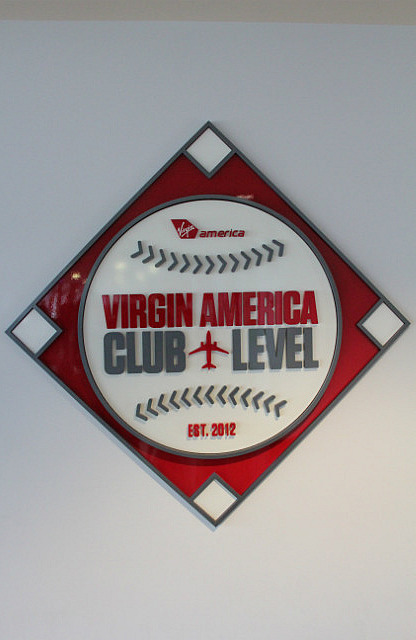 Virgin america
VIRGIN AMERICA
CLUB LEVEL
EST. 2012